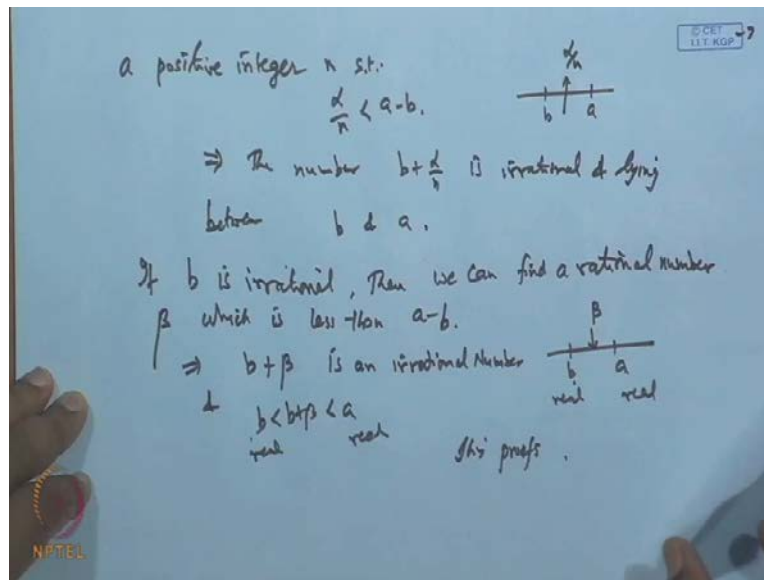 © CET
I.I.T. KGP
a positive integer n s.t.
α/n
α/n < a-b.
b a
⇒ The number b+α/n is irrational & lying
between b & a.
If b is irrational, Then we can find a rational number
β which is less than a-b.
β
⇒ b+β is an irrational Number
b a
real real
& b<b+β<a
real real
This proofs.
NPTEL